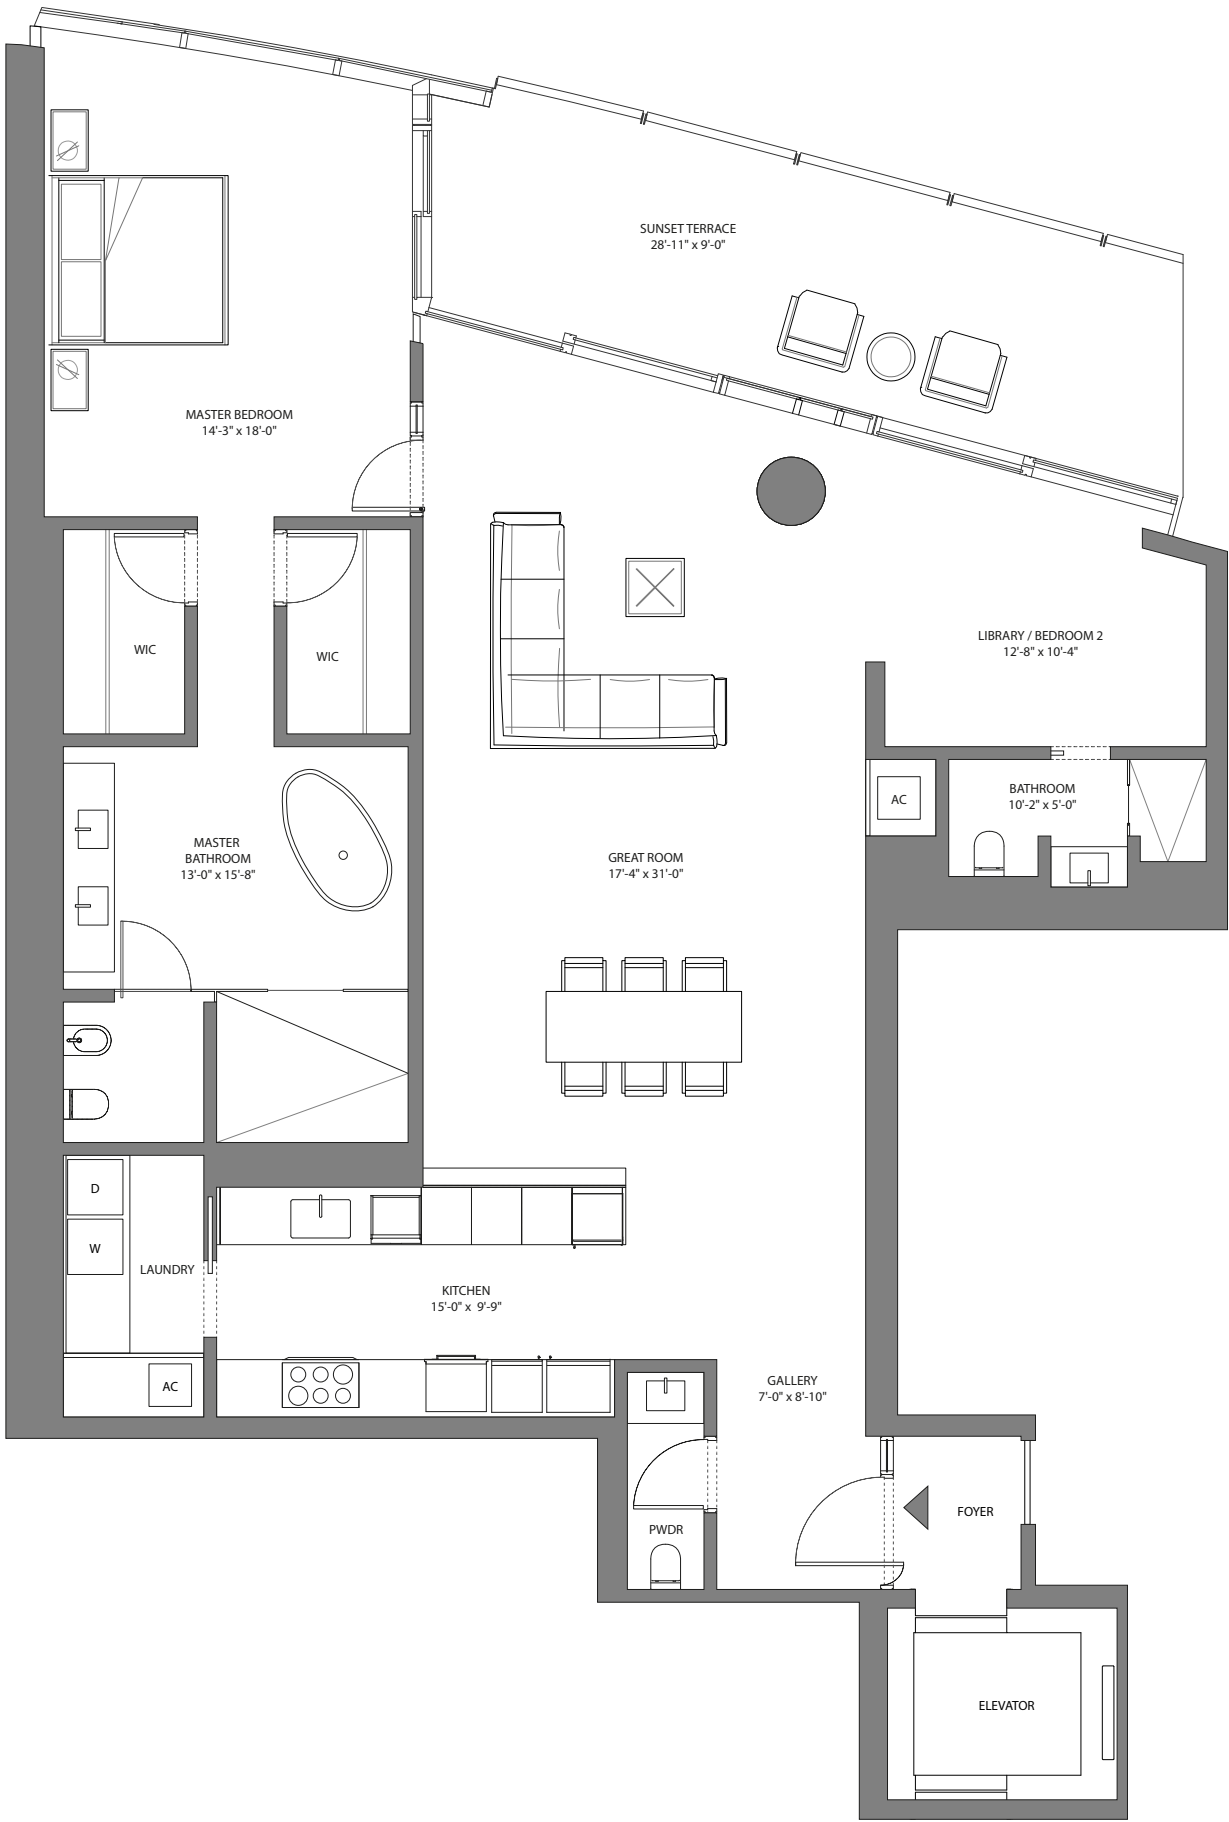 SUNSET TERRACE
28'-11" x 9'-0"
MASTER BEDROOM
14'-3" x 18'-0"
LIBRARY / BEDROOM 2
12'-8" x 10'-4"
WIC
WIC
BATHROOM
10'-2" x 5'-0"
AC
MASTER
BATHROOM
13'-0" x 15'-8"
GREAT ROOM
17'-4" x 31'-0"
D
W
LAUNDRY
KITCHEN
15'-0" x  9'-9"
AC
GALLERY
7'-0" x 8'-10"
PWDR
FOYER
ELEVATOR